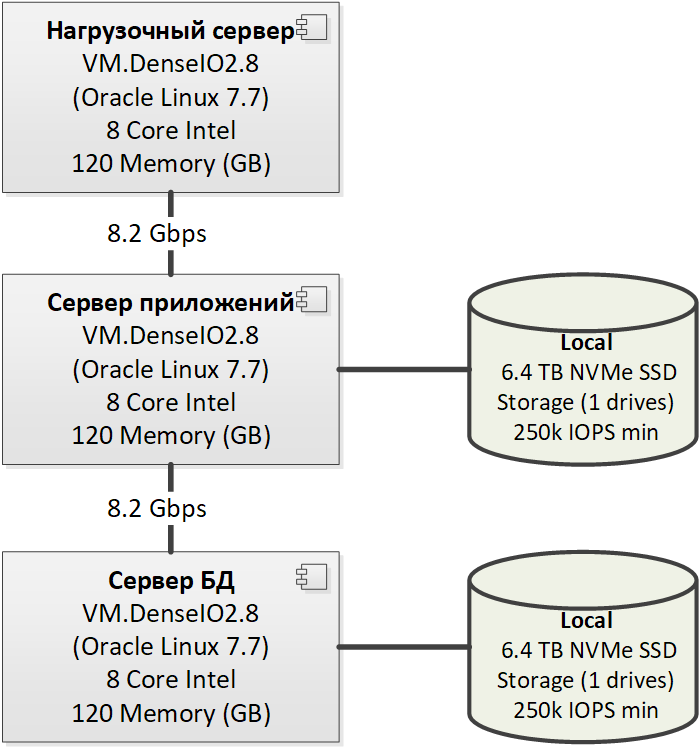 Нагрузочный сервер
VM.DenseIO2.8
(Oracle Linux 7.7)
8 Core Intel
120 Memory (GB)
8.2 Gbps
Сервер приложений
VM.DenseIO2.8
(Oracle Linux 7.7)
8 Core Intel
120 Memory (GB)
Local
6.4 TB NVMe SSD
Storage (1 drives)
250k IOPS min
8.2 Gbps
Сервер БД
VM.DenseIO2.8
(Oracle Linux 7.7)
8 Core Intel
120 Memory (GB)
Local
6.4 TB NVMe SSD
Storage (1 drives)
250k IOPS min